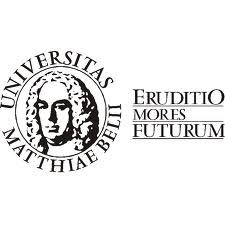 UNIVERSITAS
MATTHIAE BELII
ERUDITIO
MORES
FUTURUM